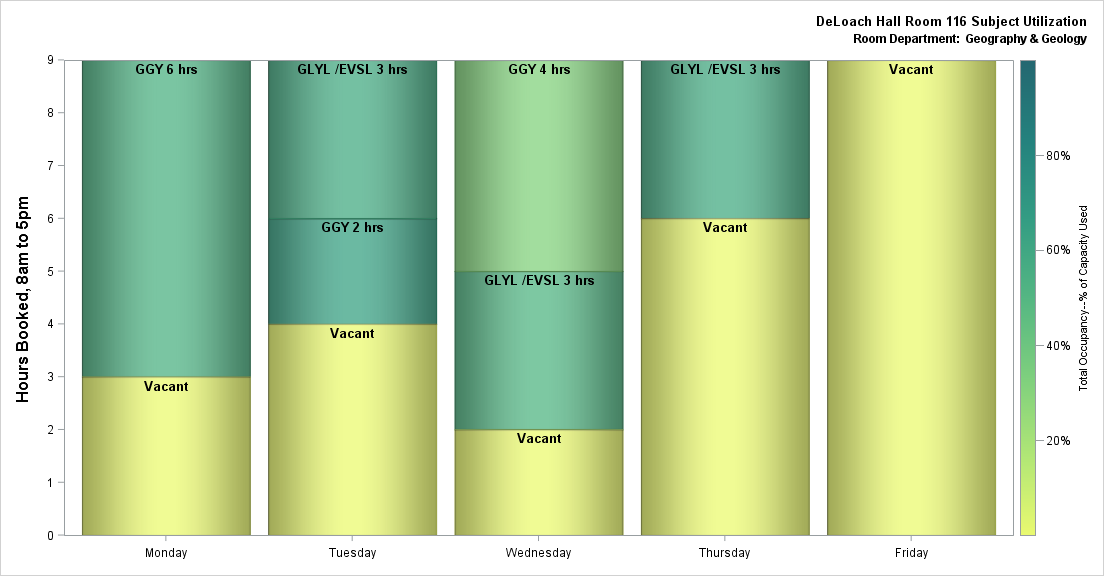 DeLoach Hall Room 116 Subject Utilization
Room Department: Geography & Geology
Hours Booked, 8am to 5pm
9
8
7
6
5
4
3
2
1
0
GGY 6 hrs
Vacant
GLYL /EVSL 3 hrs
GGY 2 hrs
Vacant
GGY 4 hrs
GLYL /EVSL 3 hrs
Vacant
GLYL /EVSL 3 hrs
Vacant
Vacant
Monday
Tuesday
Wednesday
Thursday
Friday
80%
60%
40%
20%
Total Occupancy--% of Capacity Used